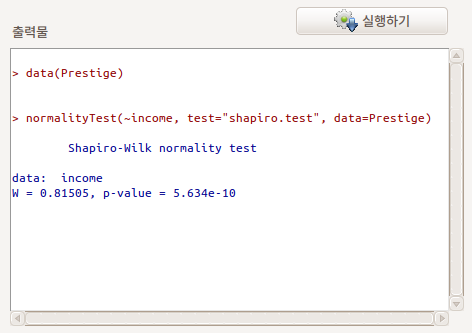 실행하기
출력물
> data(Prestige)
> normalityTest(~income, test="shapiro.test", data=Prestige)
Shapiro-Wilk normality test
data:  income
W = 0.81505, p-value = 5.634e-10